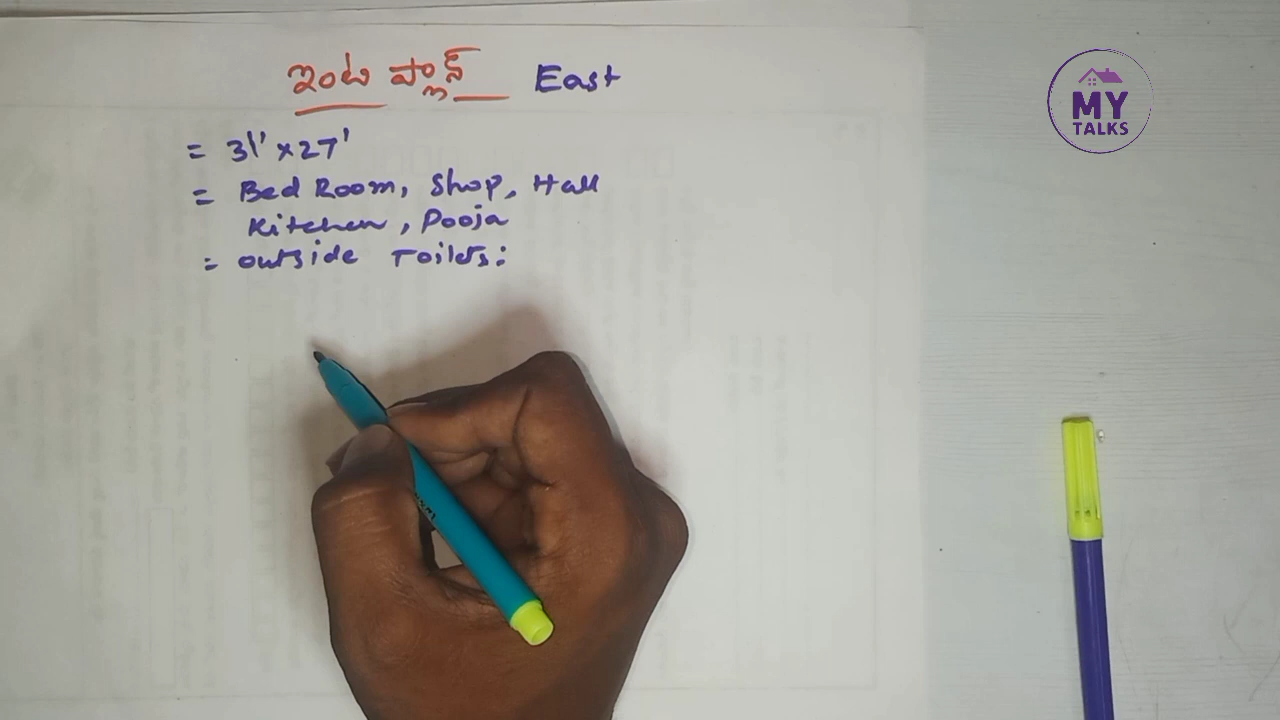 ఇంటి ప్లాన్ East
= 31' x27'
= Bed Room, Shop, Hall
Kitchen, Pooja
= outside Toilets:
MY
TALKS